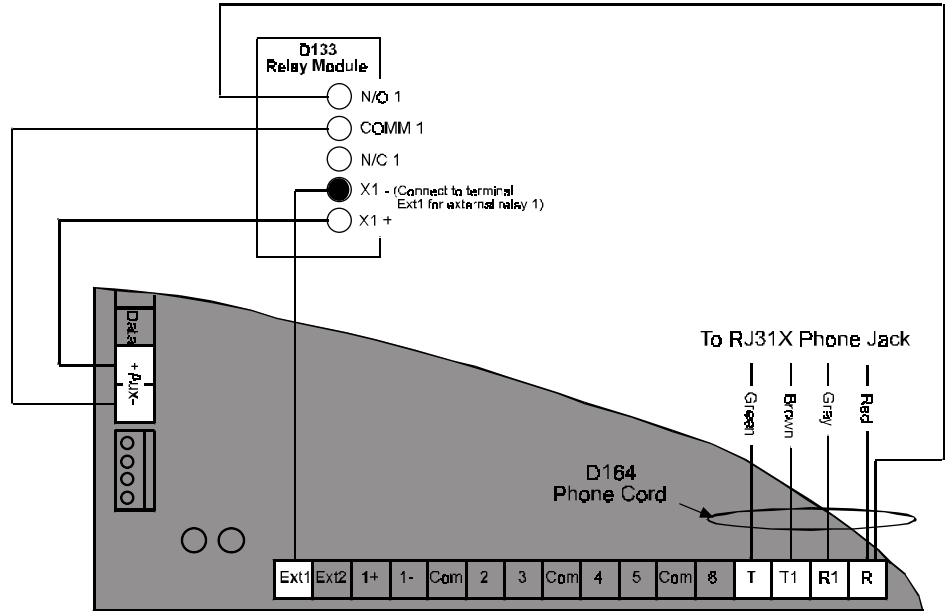 D133
Relay Module
N/O 1
COMM 1
N/C 1
X1 - (Connect to terminal
Ext1 for external relay 1)
X1 +
Data
+ Aux -
To RJ31X Phone Jack
Green
Brown
Gray
Red
D164
Phone Cord
Ext1 Ext2 1+ 1- Com 2 3 Com 4 5 Com 6 T T1 R1 R